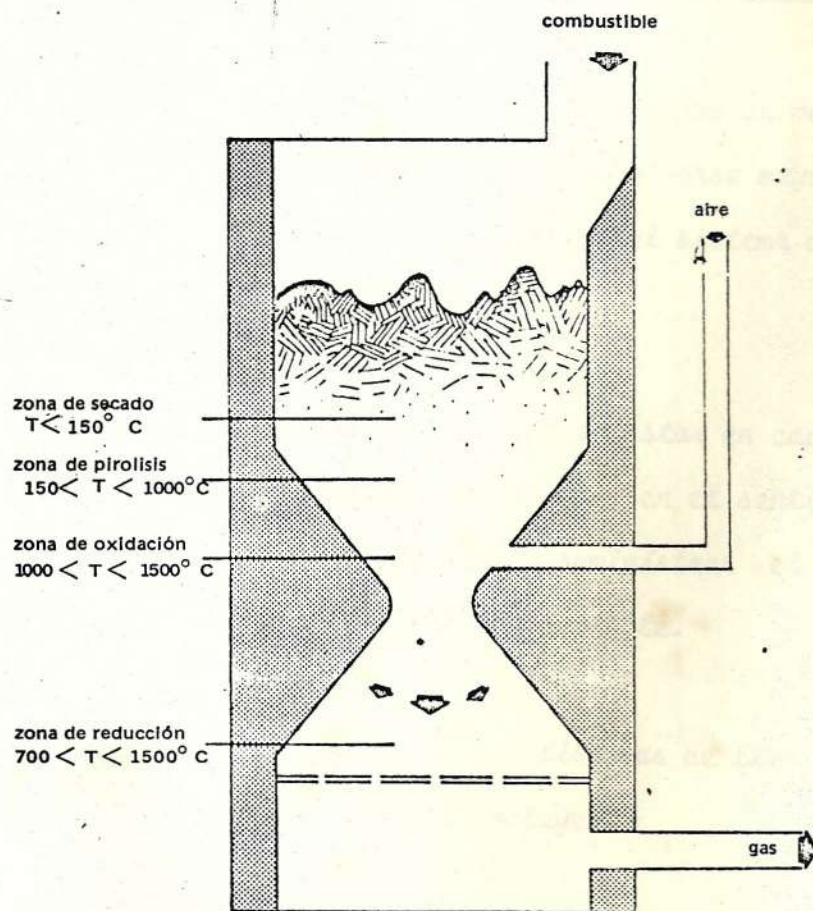 combustible
aire
zona de secado
T < 150° C
zona de pirolisis
150 < T < 1000° C
zona de oxidación
1000 < T < 1500° C
zona de reducción
700 < T < 1500° C
gas